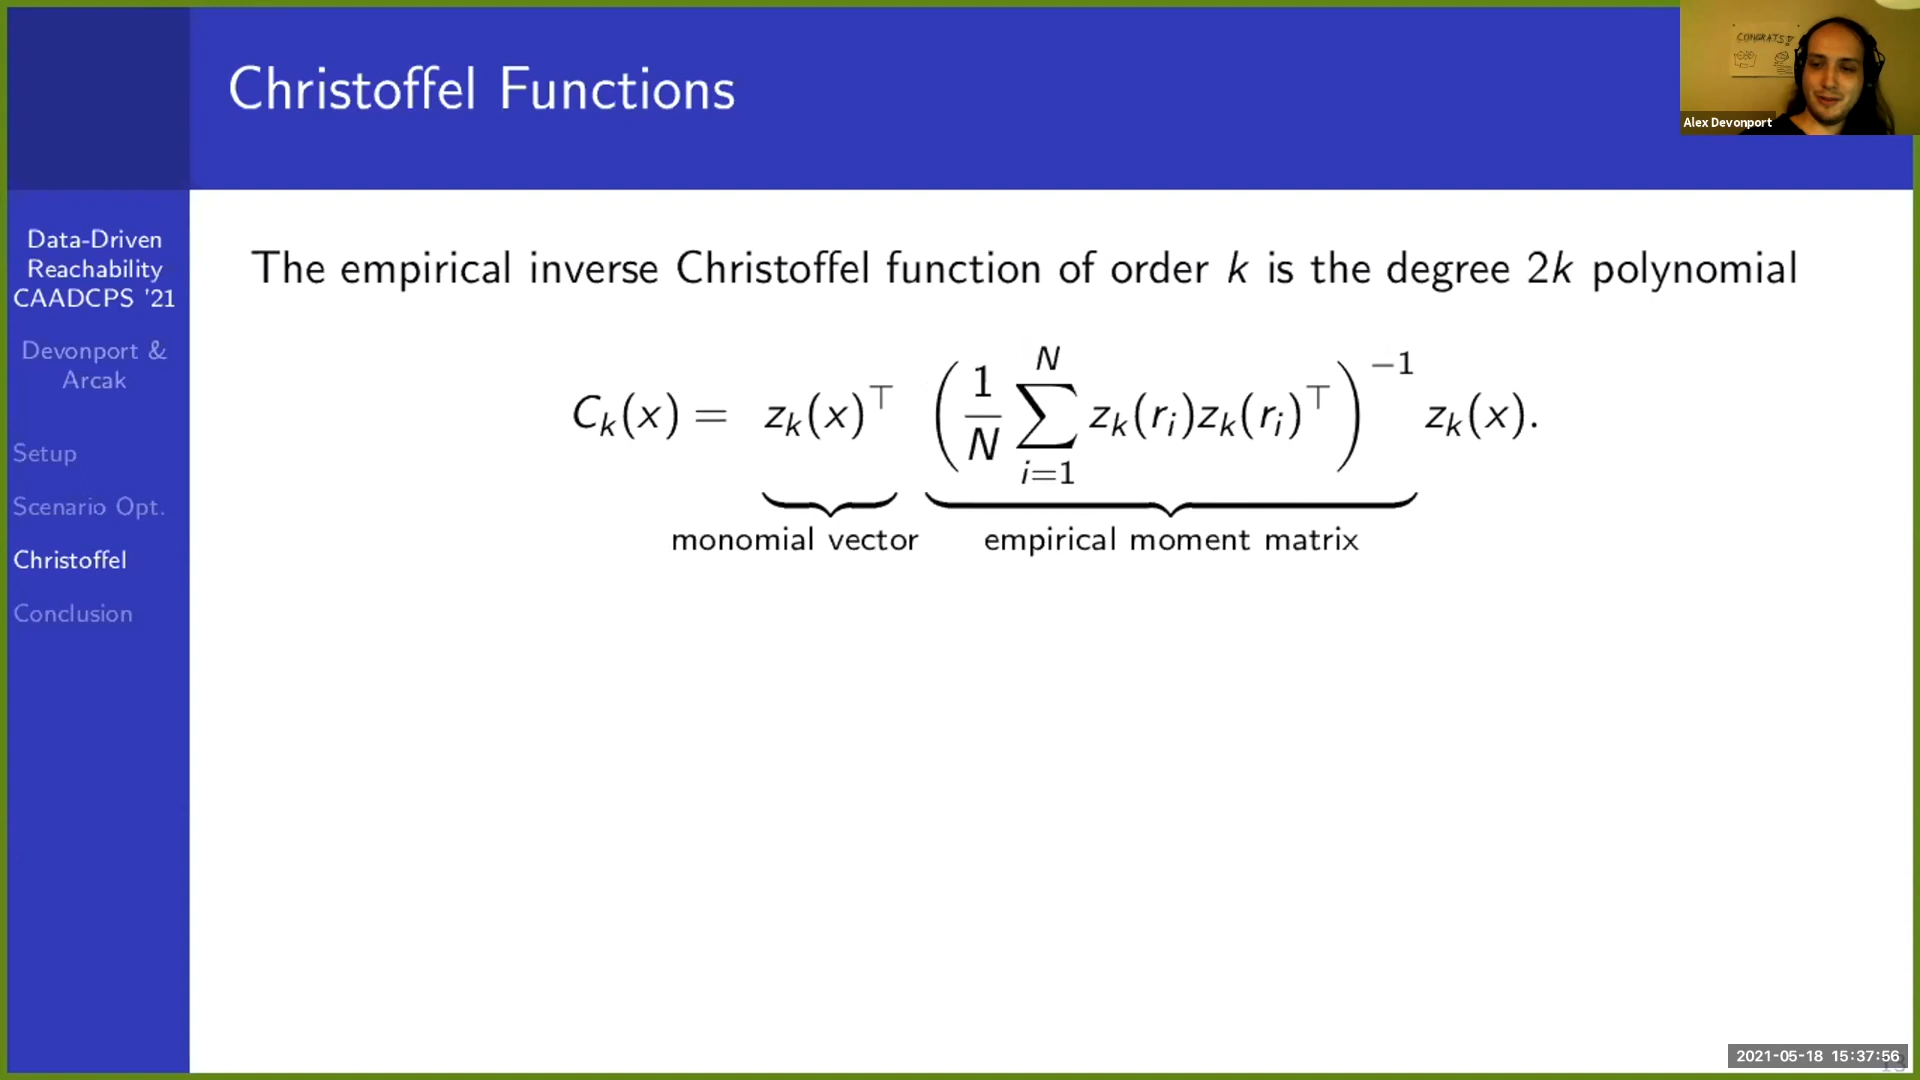 Christoffel Functions
CONGRATS!
Alex Devonport
Data-Driven
Reachability
CAADCPS '21
Devonport &
Arcak
Setup
Scenario Opt.
Christoffel
Conclusion
The empirical inverse Christoffel function of order k is the degree 2k polynomial
C_k(x) = z_k(x)^⊤ (1/N ∑_{i=1}^{N} z_k(r_i)z_k(r_i)^⊤)^{−1} z_k(x).
monomial vector empirical moment matrix
2021-05-18 15:37:56